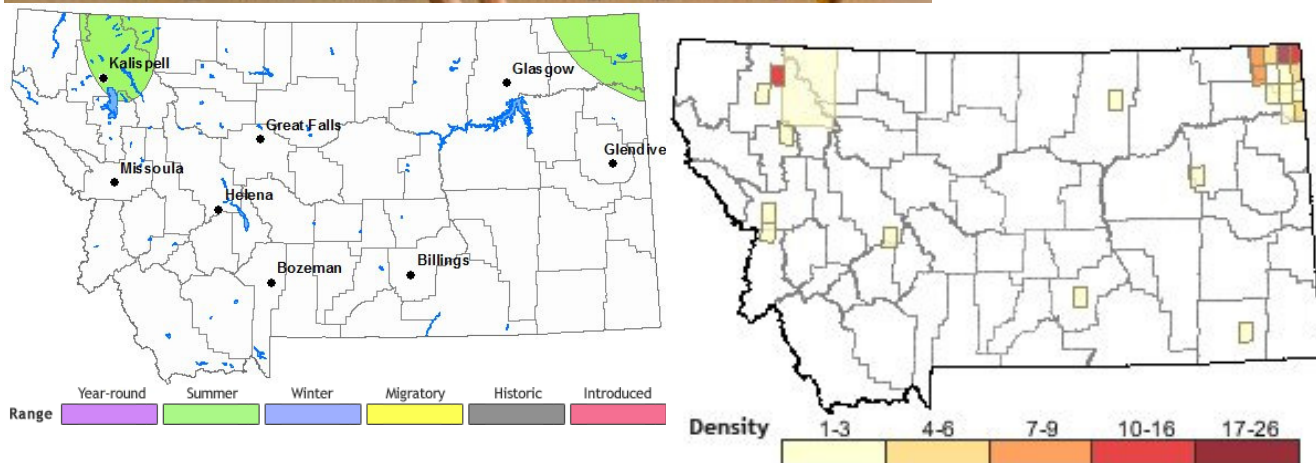 Kalispell
Glasgow
Great Falls
Glendive
Missoula
Helena
Bozeman
Billings
Range
Year-round Summer Winter Migratory Historic Introduced
Density
1-3 4-6 7-9 10-16 17-26